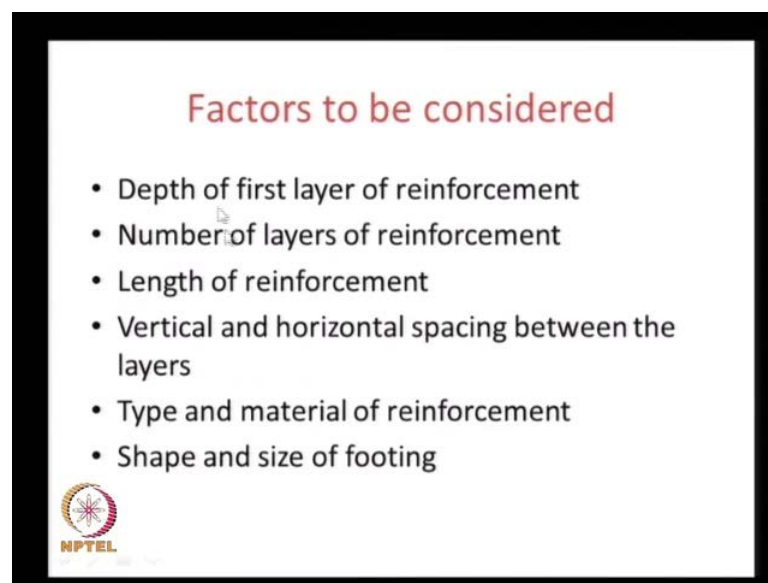 Factors to be considered
• Depth of first layer of reinforcement
• Number of layers of reinforcement
• Length of reinforcement
• Vertical and horizontal spacing between the
layers
• Type and material of reinforcement
• Shape and size of footing
NPTEL